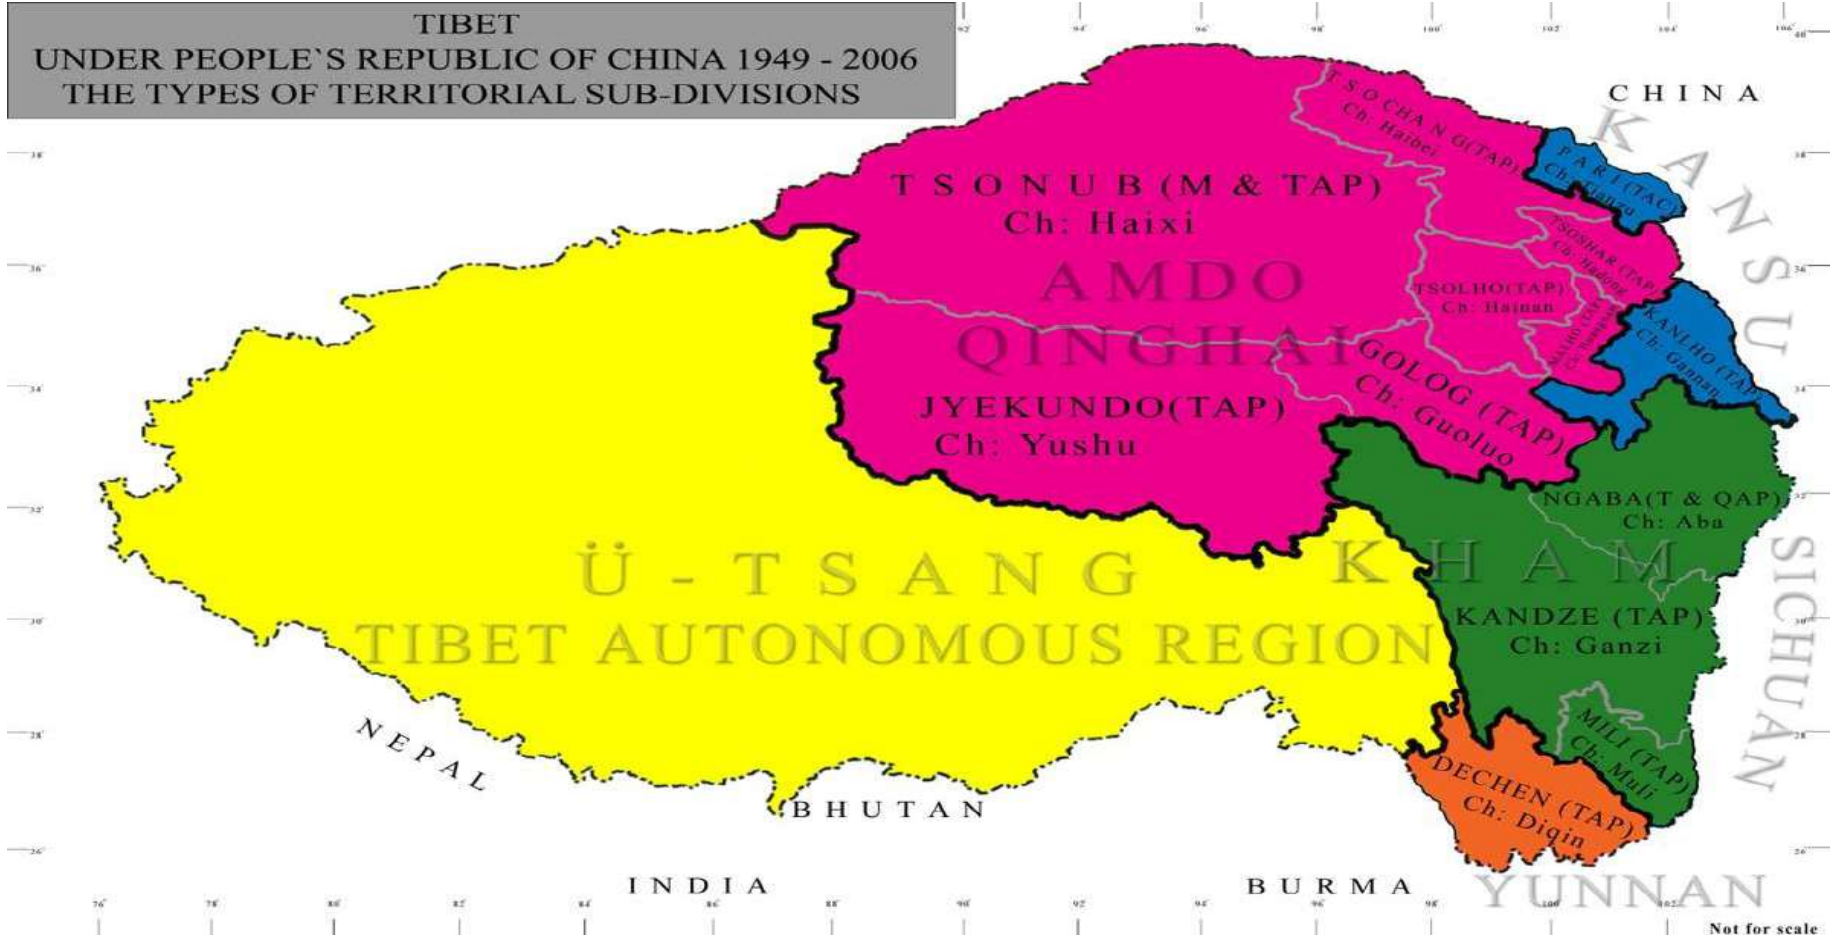 TIBET
UNDER PEOPLE`S REPUBLIC OF CHINA 1949 - 2006
THE TYPES OF TERRITORIAL SUB-DIVISIONS
CHINA
KANSU
TSOCHANG(TAP)
Ch: Haibei
PARI(TAC)
Ch: Tianzu
TSONUB (M & TAP)
Ch: Haixi
TSOSHAR (TAP)
Ch: Hadong
AMDO
QINGHAI
TSOLHO(TAP)
Ch: Hainan
KANLHO (TAP)
Ch: Gannan
GOLOG (TAP)
Ch: Guoluo
JYEKUNDO(TAP)
Ch: Yushu
NGABA(T & QAP)
Ch: Aba
Ü - TSANG
KHAM
TIBET AUTONOMOUS REGION
KANDZE (TAP)
Ch: Ganzi
SICHUAN
MILI (TAP)
Ch: Muli
NEPAL
DECHEN (TAP)
Ch: Diqin
BHUTAN
INDIA
BURMA
YUNNAN
Not for scale